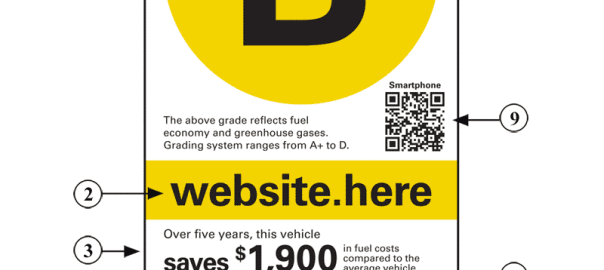 B
Smartphone
The above grade reflects fuel
economy and greenhouse gases.
Grading system ranges from A+ to D.
9
2
website.here
Over five years, this vehicle
3
saves $1,900
in fuel costs
compared to the
average vehicle